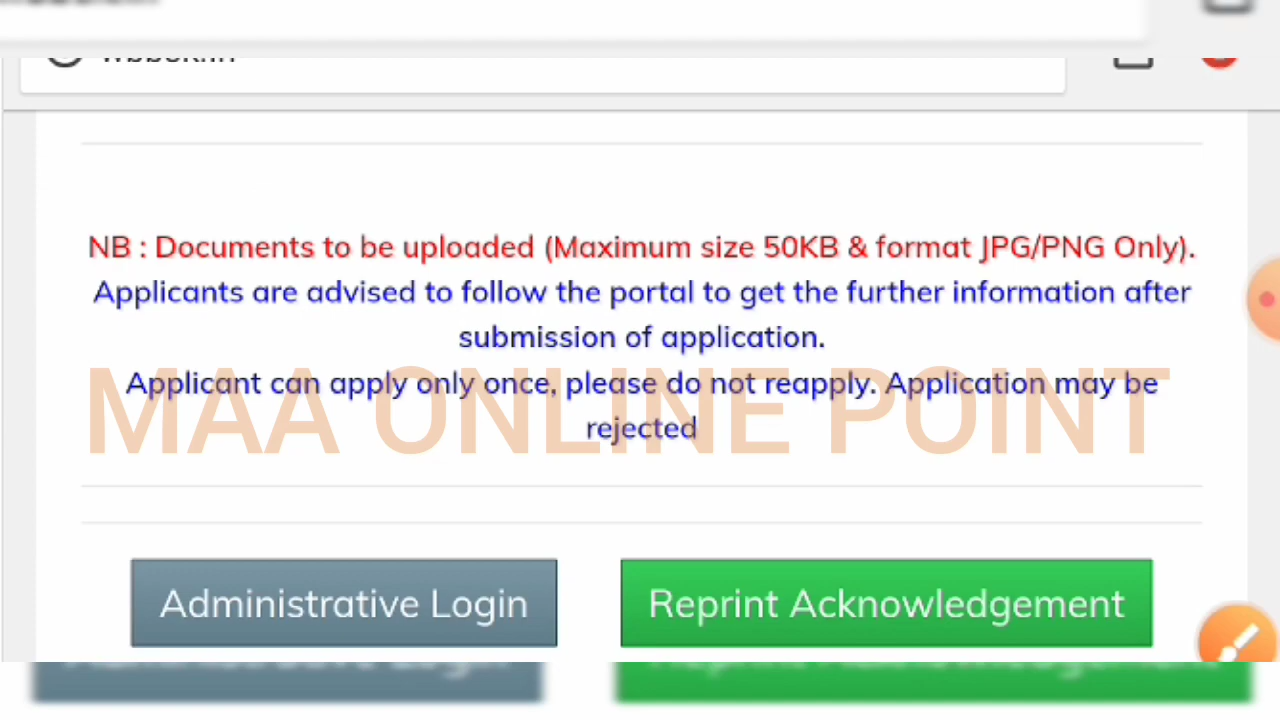 NB : Documents to be uploaded (Maximum size 50KB & format JPG/PNG Only).
Applicants are advised to follow the portal to get the further information after
submission of application.
Applicant can apply only once, please do not reapply. Application may be
rejected
MAA ONLINE POINT
Administrative Login
Reprint Acknowledgement